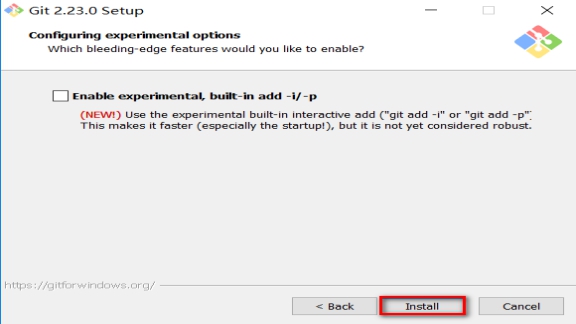 Git 2.23.0 Setup
Configuring experimental options
Which bleeding-edge features would you like to enable?
Enable experimental, built-in add -i/-p
(NEW!) Use the experimental built-in interactive add ("git add -i" or "git add -p"
This makes it faster (especially the startup!), but it is not yet considered robust.
https://gitforwindows.org/
< Back
Install
Cancel